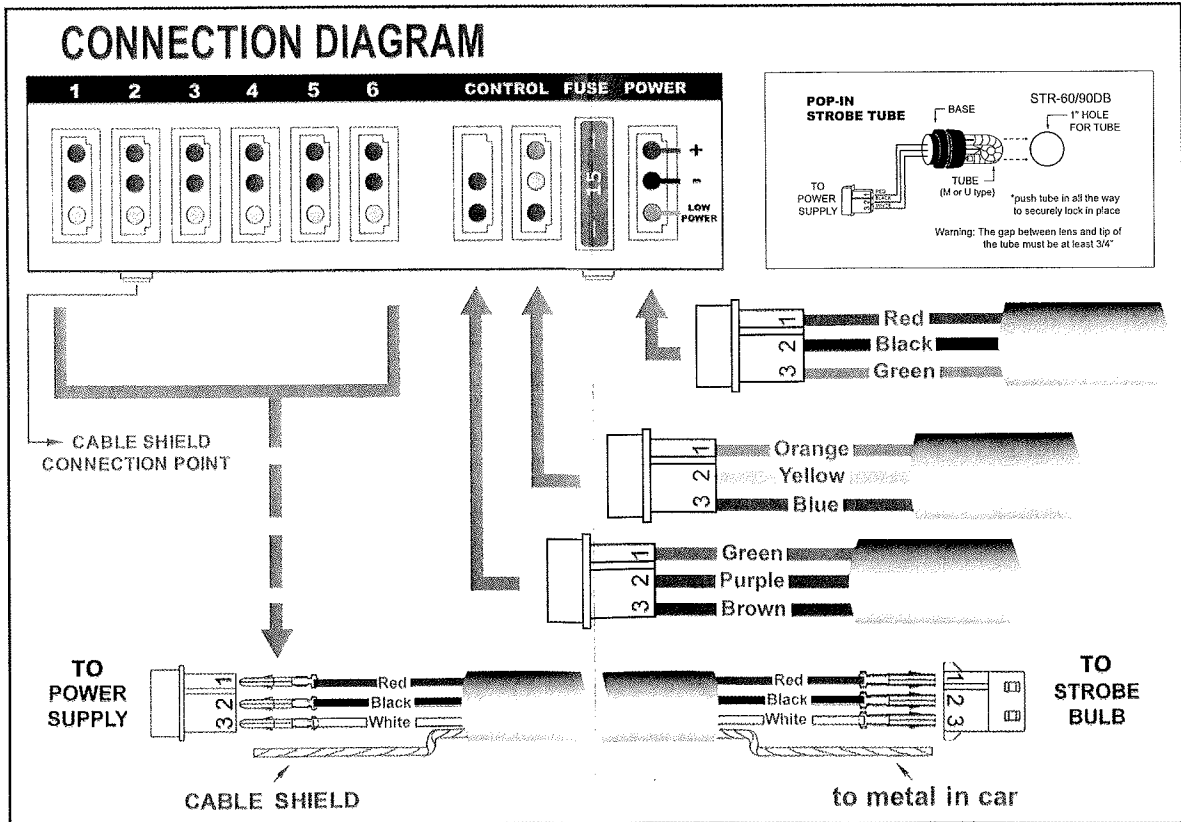 CONNECTION DIAGRAM
1 2 3 4 5 6 CONTROL FUSE POWER
+
-
LOW
POWER
15
POP-IN
STROBE TUBE
BASE
STR-60/90DB
1" HOLE
FOR TUBE
TO
POWER
SUPPLY
RED
BLACK
WHITE
TUBE
(M or U type)
*push tube in all the way
to securely lock in place
Warning: The gap between lens and tip of
the tube must be at least 3/4"
CABLE SHIELD
CONNECTION POINT
1 Red
2 Black
3 Green
1 Orange
2 Yellow
3 Blue
1 Green
2 Purple
3 Brown
TO
POWER
SUPPLY
1 Red
2 Black
3 White
CABLE SHIELD
Red 1
Black 2
White 3
TO
STROBE
BULB
to metal in car